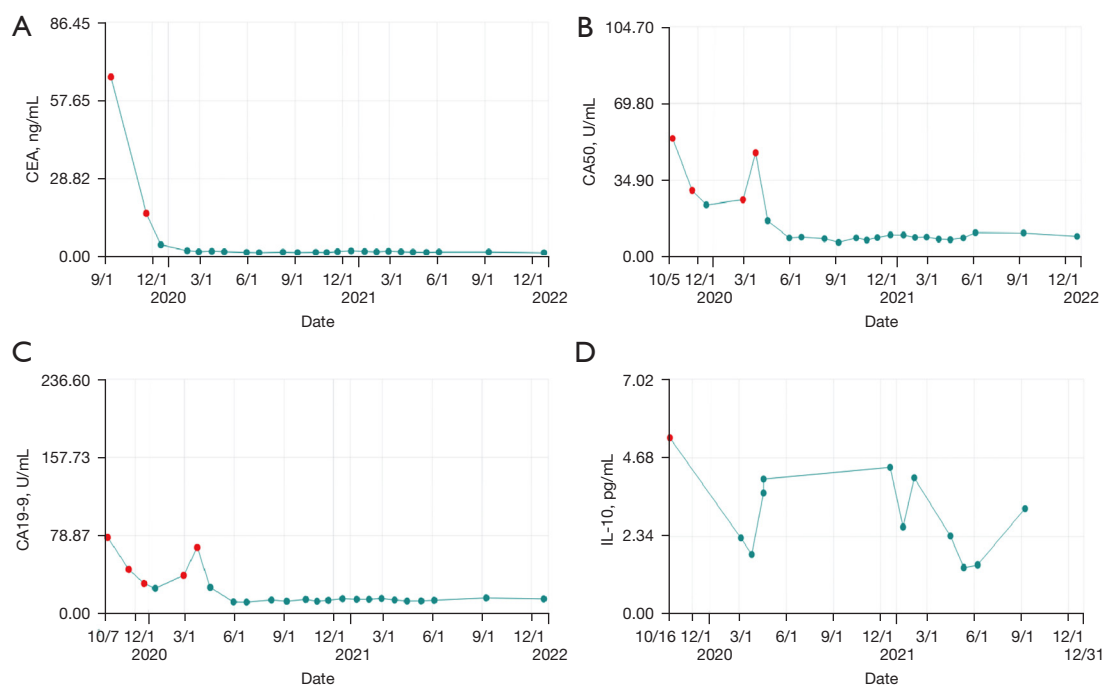 A
86.45
57.65
28.82
0.00
CEA, ng/mL
9/1 12/1 3/1 6/1 9/1 12/1 3/1 6/1 9/1 12/1
2020 2021 2022
Date
B
104.70
69.80
34.90
0.00
CA50, U/mL
10/5 12/1 3/1 6/1 9/1 12/1 3/1 6/1 9/1 12/1
2020 2021 2022
Date
C
236.60
157.73
78.87
0.00
CA19-9, U/mL
10/7 12/1 3/1 6/1 9/1 12/1 3/1 6/1 9/1 12/1
2020 2021 2022
Date
D
7.02
4.68
2.34
0.00
IL-10, pg/mL
10/16 12/1 3/1 6/1 9/1 12/1 3/1 6/1 9/1 12/1
2020 2021 12/31
Date